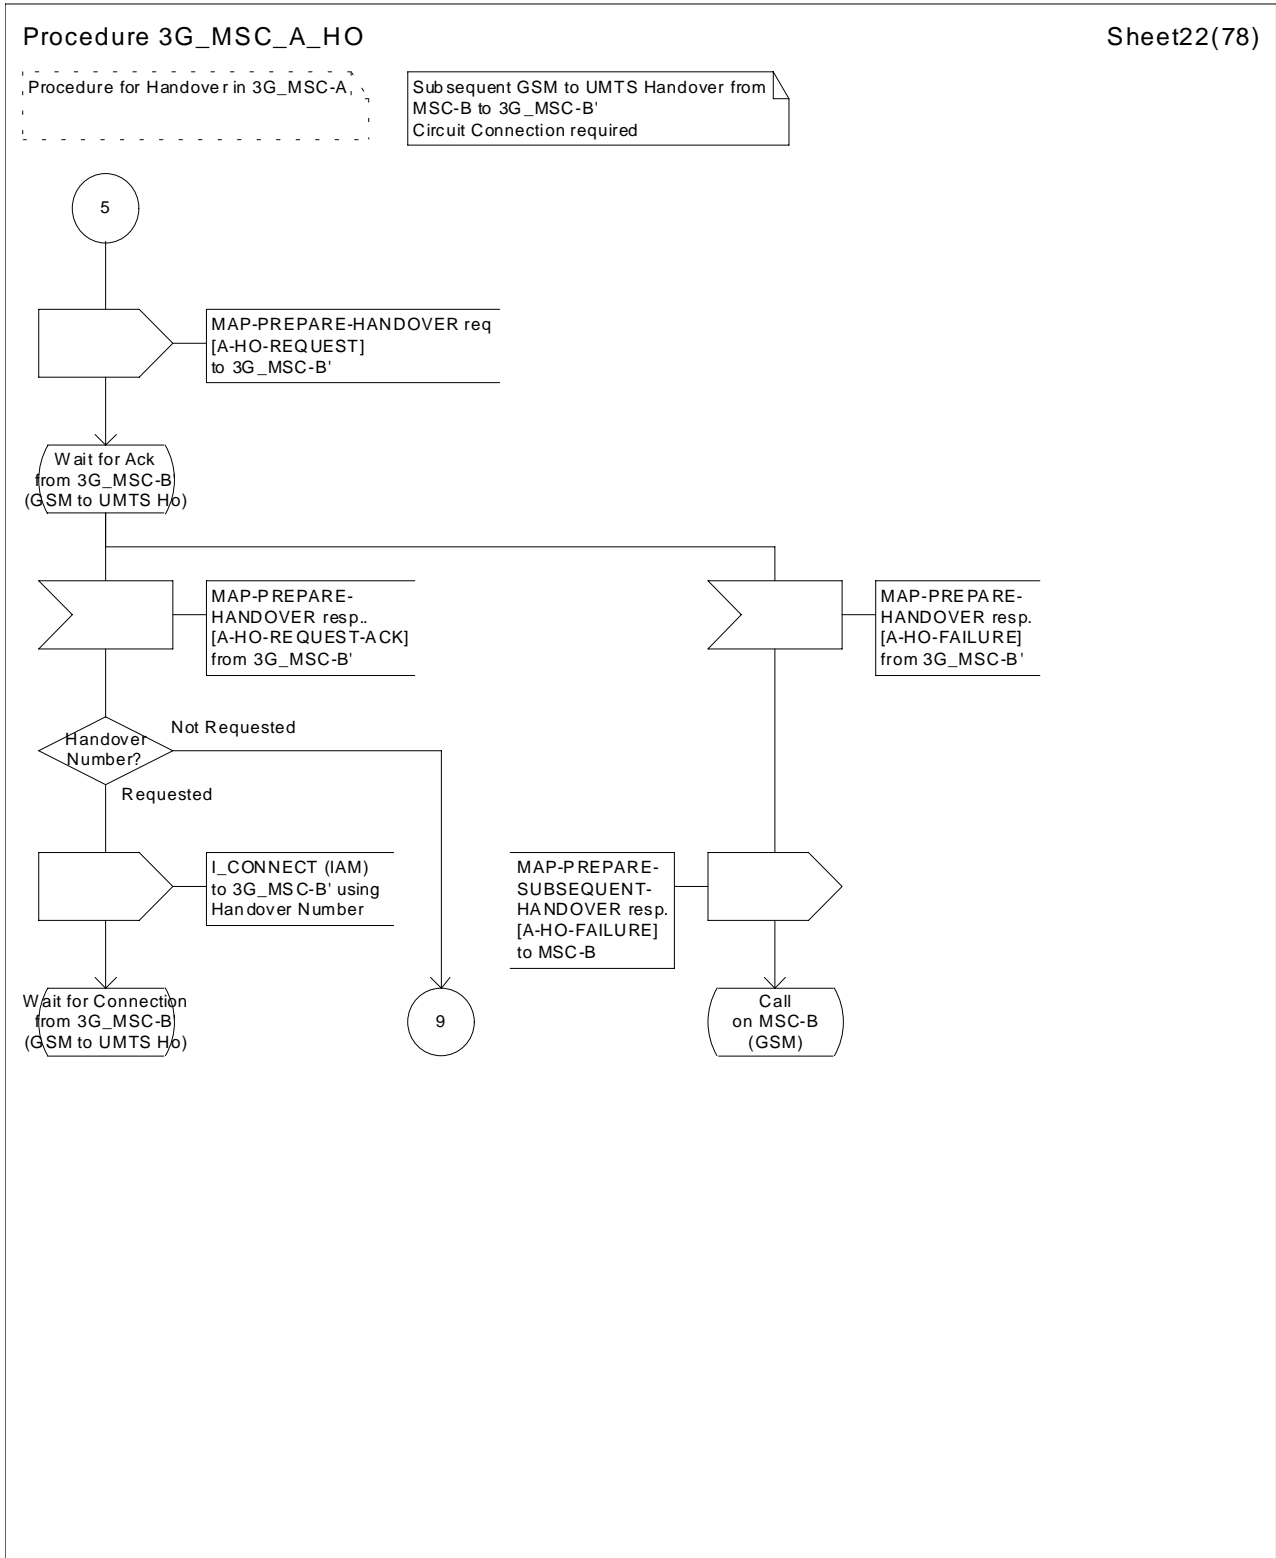 Procedure 3G_MSC_A_HO
Sheet22(78)
Procedure for Handover in 3G_MSC-A
Subsequent GSM to UMTS Handover from
MSC-B to 3G_MSC-B'
Circuit Connection required
5
MAP-PREPARE-HANDOVER req
[A-HO-REQUEST]
to 3G_MSC-B'
Wait for Ack
from 3G_MSC-B'
(GSM to UMTS Ho)
MAP-PREPARE-
HANDOVER resp..
[A-HO-REQUEST-ACK]
from 3G_MSC-B'
MAP-PREPARE-
HANDOVER resp.
[A-HO-FAILURE]
from 3G_MSC-B'
Handover
Number?
Not Requested
Requested
I_CONNECT (IAM)
to 3G_MSC-B' using
Handover Number
MAP-PREPARE-
SUBSEQUENT-
HANDOVER resp.
[A-HO-FAILURE]
to MSC-B
Wait for Connection
from 3G_MSC-B'
(GSM to UMTS Ho)
9
Call
on MSC-B
(GSM)